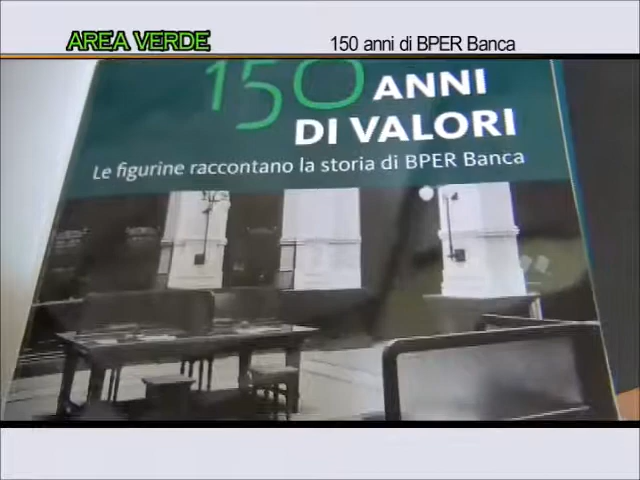 AREA VERDE
150 anni di BPER Banca
150 ANNI
DI VALORI
Le figurine raccontano la storia di BPER Banca